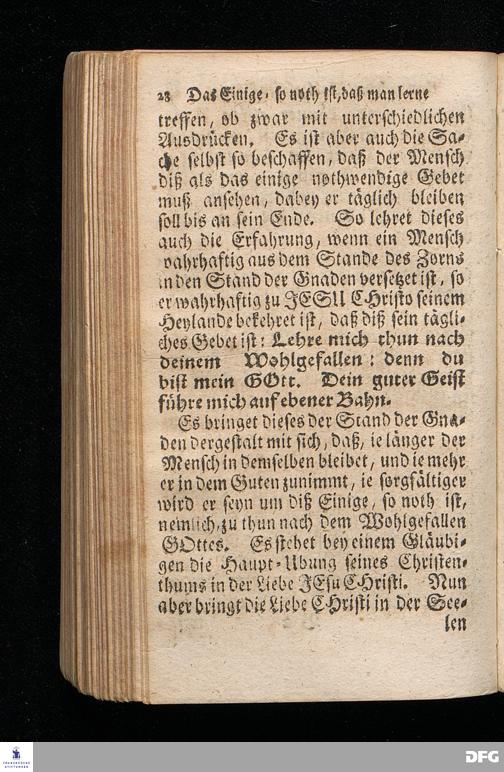 28 Das Einige, so noth ist, daß man lerne
treffen, ob zwar mit unterschiedlichen
Ausdrücken. Es ist aber auch die Sa-
che selbst so beschaffen, daß der Mensch
diß als das einige nothwendige Gebet
muß ansehen, dabey er täglich bleiben
soll bis an sein Ende. So lehret dieses
auch die Erfahrung, wenn ein Mensch
wahrhaftig aus dem Stande des Zorns
in den Stand der Gnaden versetzet ist, so
er wahrhaftig zu JESU CHristo seinem
Heylande bekehret ist, daß diß sein tägli-
ches Gebet ist: Lehre mich thun nach
deinem Wohlgefallen: denn du
bist mein GOtt. Dein guter Geist
führe mich auf ebener Bahn.
Es bringet dieses der Stand der Gna-
den dergestalt mit sich, daß, ie länger der
Mensch in demselben bleibet, und ie mehr
er in dem Guten zunimmt, ie sorgfältiger
wird er seyn um diß Einige, so noth ist,
nemlich, zu thun nach dem Wohlgefallen
GOttes. Es stehet bey einem Gläubi-
gen die Haupt-Ubung seines Christen-
thums in der Liebe JEsu CHristi. Nun
aber bringt die Liebe CHristi in der See-
len
FRANCKESCHE
STIFTUNGEN
DFG